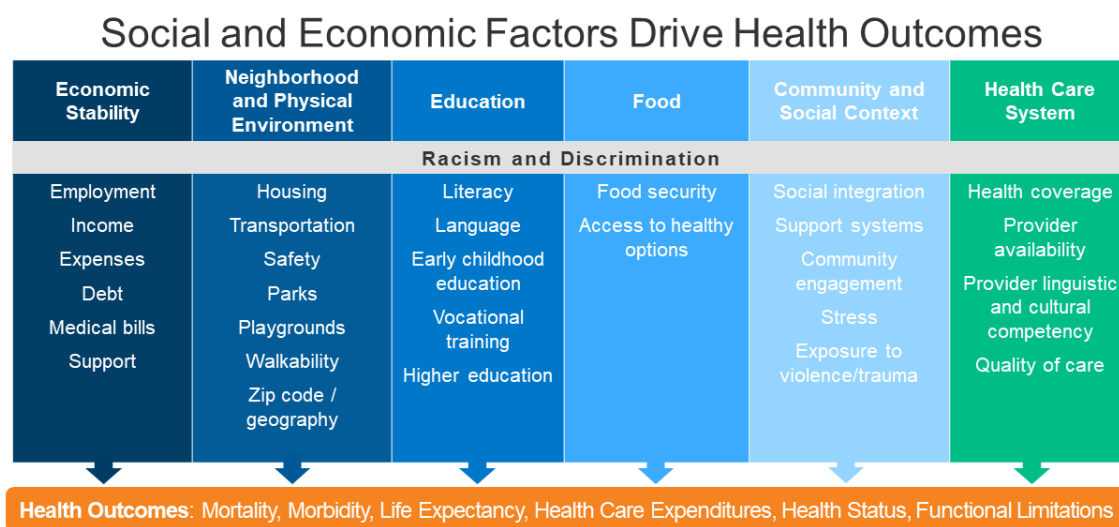 Social and Economic Factors Drive Health Outcomes
Economic
Stability
Neighborhood
and Physical
Environment
Education
Food
Community and
Social Context
Health Care
System
Racism and Discrimination
Employment
Income
Expenses
Debt
Medical bills
Support
Housing
Transportation
Safety
Parks
Playgrounds
Walkability
Zip code /
geography
Literacy
Language
Early childhood
education
Vocational
training
Higher education
Food security
Access to healthy
options
Social integration
Support systems
Community
engagement
Stress
Exposure to
violence/trauma
Health coverage
Provider
availability
Provider linguistic
and cultural
competency
Quality of care
Health Outcomes: Mortality, Morbidity, Life Expectancy, Health Care Expenditures, Health Status, Functional Limitations